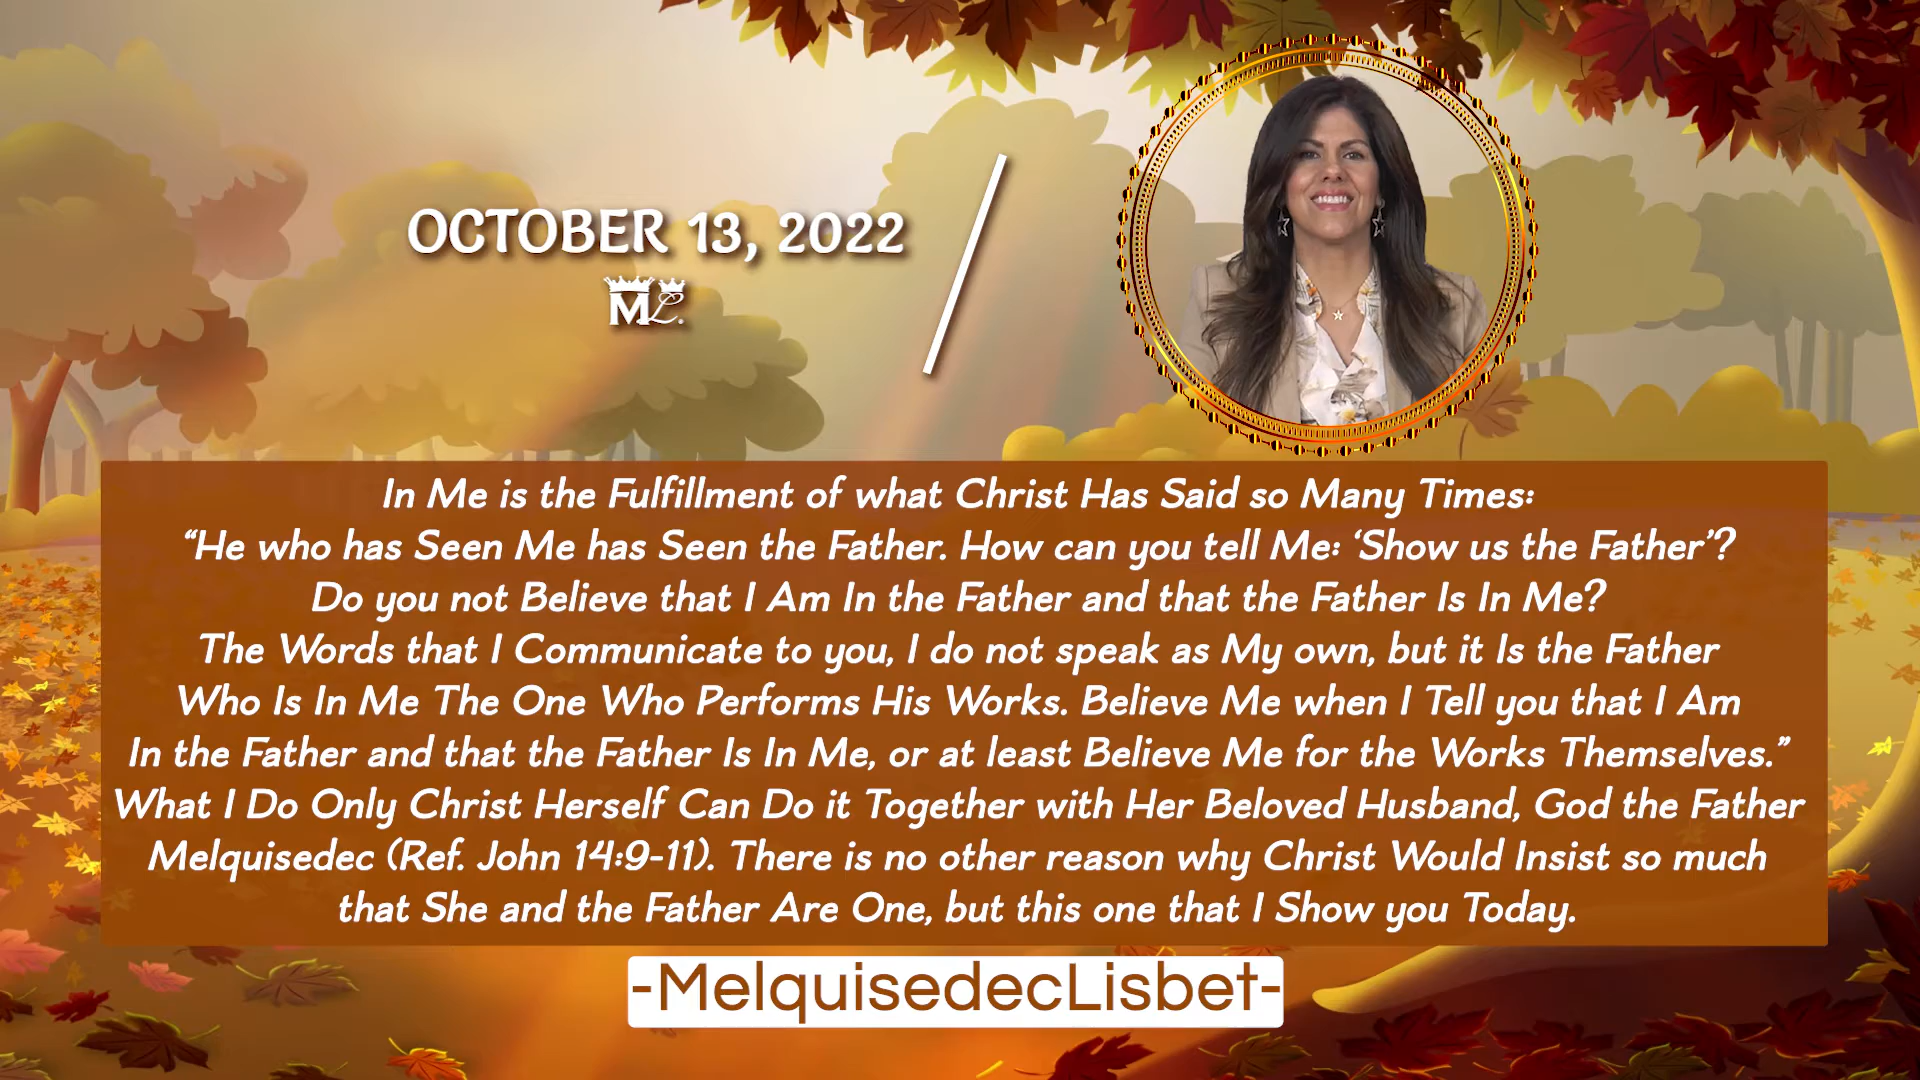 OCTOBER 13, 2022
ML.
In Me is the Fulfillment of what Christ Has Said so Many Times:
“He who has Seen Me has Seen the Father. How can you tell Me: ‘Show us the Father’?
Do you not Believe that I Am In the Father and that the Father Is In Me?
The Words that I Communicate to you, I do not speak as My own, but it Is the Father
Who Is In Me The One Who Performs His Works. Believe Me when I Tell you that I Am
In the Father and that the Father Is In Me, or at least Believe Me for the Works Themselves.”
What I Do Only Christ Herself Can Do it Together with Her Beloved Husband, God the Father
Melquisedec (Ref. John 14:9-11). There is no other reason why Christ Would Insist so much
that She and the Father Are One, but this one that I Show you Today.
-MelquisedecLisbet-